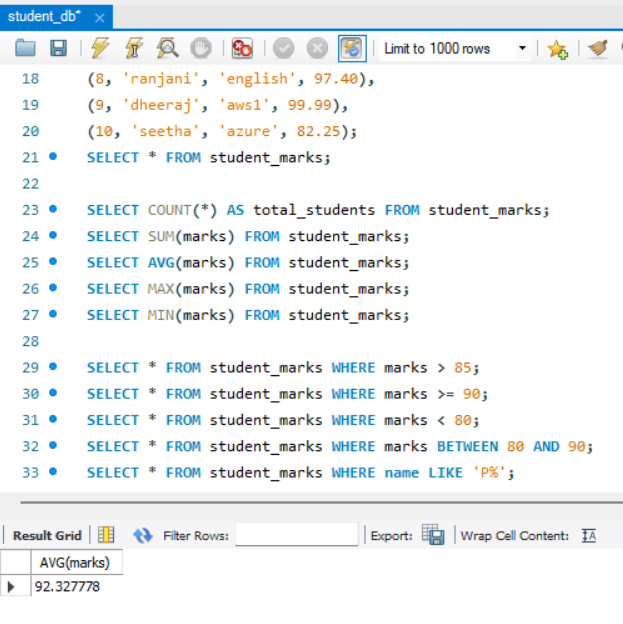 student_db*
Limit to 1000 rows
18 (8, 'ranjani', 'english', 97.40),
19 (9, 'dheeraj', 'aws1', 99.99),
20 (10, 'seetha', 'azure', 82.25);
21 SELECT * FROM student_marks;
22
23 SELECT COUNT(*) AS total_students FROM student_marks;
24 SELECT SUM(marks) FROM student_marks;
25 SELECT AVG(marks) FROM student_marks;
26 SELECT MAX(marks) FROM student_marks;
27 SELECT MIN(marks) FROM student_marks;
28
29 SELECT * FROM student_marks WHERE marks > 85;
30 SELECT * FROM student_marks WHERE marks >= 90;
31 SELECT * FROM student_marks WHERE marks < 80;
32 SELECT * FROM student_marks WHERE marks BETWEEN 80 AND 90;
33 SELECT * FROM student_marks WHERE name LIKE 'P%';
Result Grid Filter Rows: Export: Wrap Cell Content:
AVG(marks)
92.327778